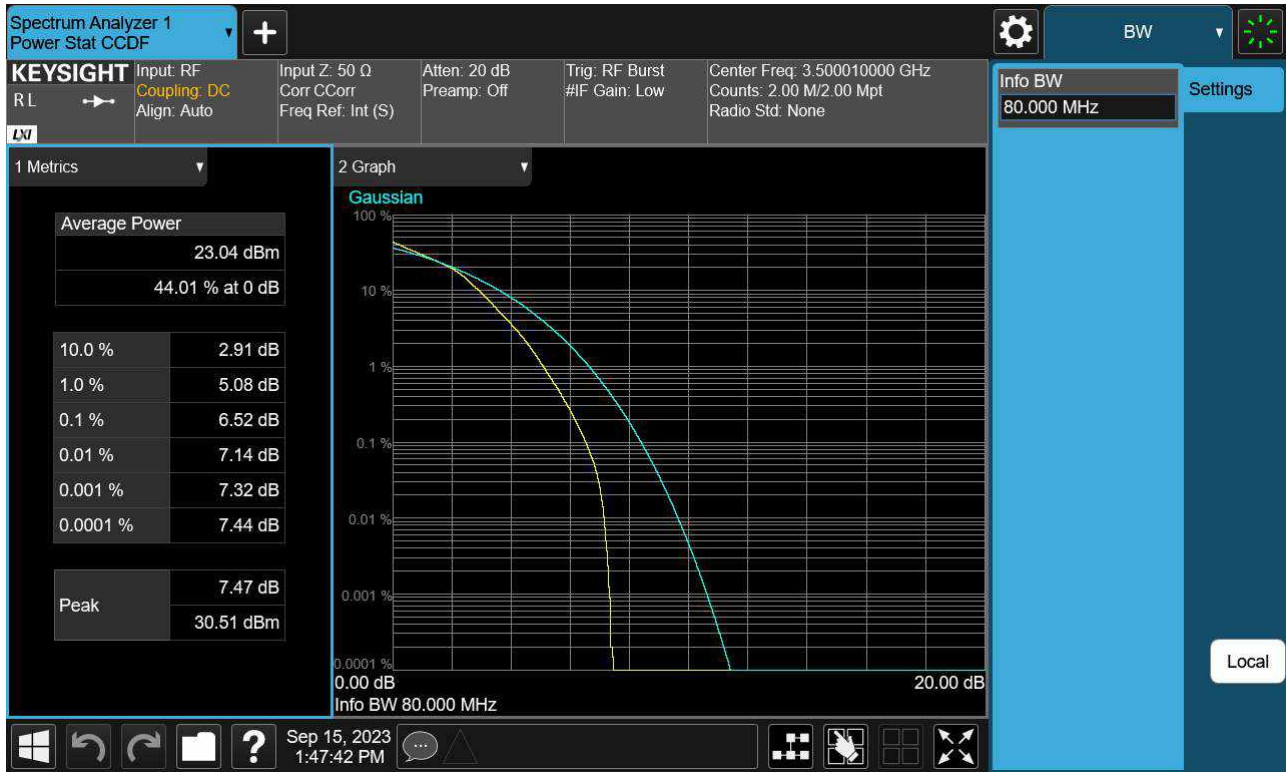 Spectrum Analyzer 1
Power Stat CCDF
+
BW
KEYSIGHT
RL
LXI
Input: RF
Coupling: DC
Align: Auto
Input Z: 50 Ω
Corr CCorr
Freq Ref: Int (S)
Atten: 20 dB
Preamp: Off
Trig: RF Burst
#IF Gain: Low
Center Freq: 3.500010000 GHz
Counts: 2.00 M/2.00 Mpt
Radio Std: None
Info BW
80.000 MHz
Settings
1 Metrics
Average Power
23.04 dBm
44.01 % at 0 dB
10.0 % 2.91 dB
1.0 % 5.08 dB
0.1 % 6.52 dB
0.01 % 7.14 dB
0.001 % 7.32 dB
0.0001 % 7.44 dB
Peak 7.47 dB
30.51 dBm
2 Graph
Gaussian
100 %
10 %
1 %
0.1 %
0.01 %
0.001 %
0.0001 %
0.00 dB 20.00 dB
Info BW 80.000 MHz
Local
?
Sep 15, 2023
1:47:42 PM